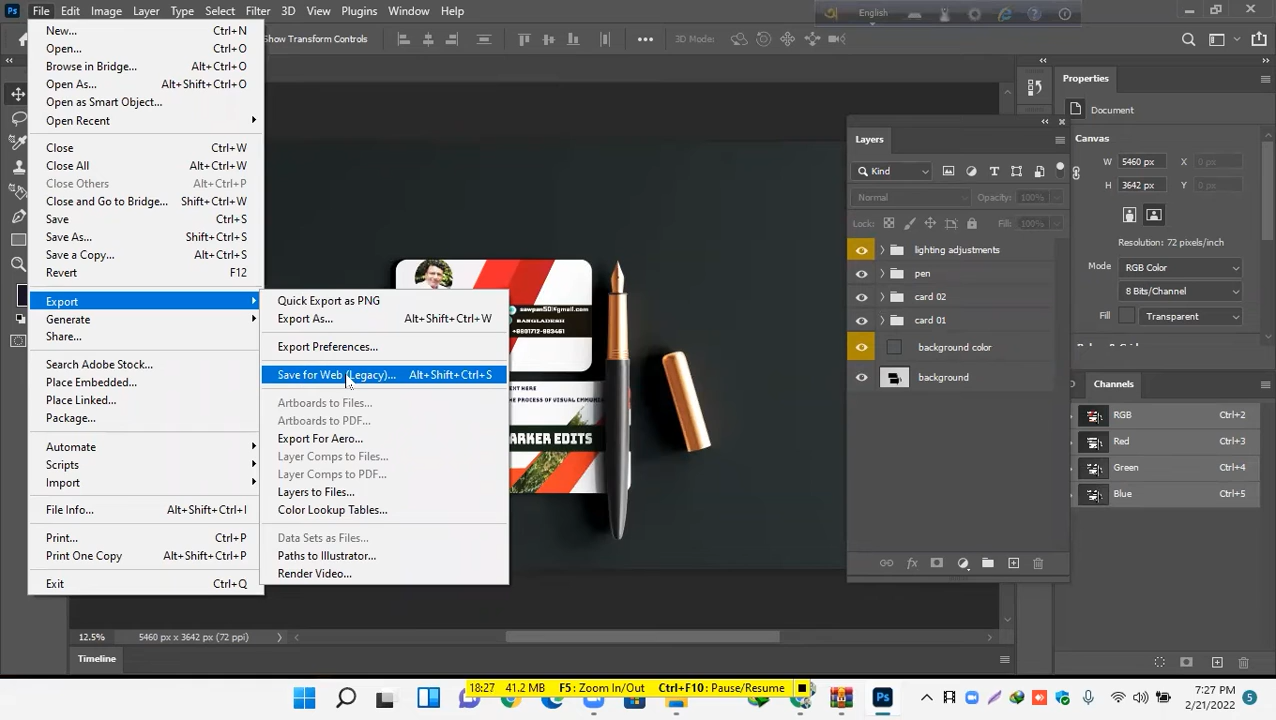 File Edit Image Layer Type Select Filter 3D View Plugins Window Help
English
Show Transform Controls
3D Mode:
New... Ctrl+N
Open... Ctrl+O
Browse in Bridge... Alt+Ctrl+O
Open As... Alt+Shift+Ctrl+O
Open as Smart Object...
Open Recent
Close Ctrl+W
Close All Alt+Ctrl+W
Close Others Alt+Ctrl+P
Close and Go to Bridge... Shift+Ctrl+W
Save Ctrl+S
Save As... Shift+Ctrl+S
Save a Copy... Alt+Ctrl+S
Revert F12
Export
Generate
Share...
Search Adobe Stock...
Place Embedded...
Place Linked...
Package...
Automate
Scripts
Import
File Info... Alt+Shift+Ctrl+I
Print... Ctrl+P
Print One Copy Alt+Shift+Ctrl+P
Exit Ctrl+Q
Quick Export as PNG
Export As... Alt+Shift+Ctrl+W
Export Preferences...
Save for Web (Legacy)... Alt+Shift+Ctrl+S
Artboards to Files...
Artboards to PDF...
Export For Aero...
Layer Comps to Files...
Layer Comps to PDF...
Layers to Files...
Color Lookup Tables...
Data Sets as Files...
Paths to Illustrator...
Render Video...
BANGLADESH
EXT HERE
THE PROCESS OF VISUAL COMMUNI
ARKER EDITS
Layers
Kind
Normal Opacity: 100%
Lock: Fill: 100%
lighting adjustments
pen
card 02
card 01
background color
background
Properties
Document
Canvas
W 5460 px X 0 px
H 3642 px Y 0 px
Resolution: 72 pixels/inch
Mode RGB Color
8 Bits/Channel
Fill Transparent
Channels
RGB Ctrl+2
Red Ctrl+3
Green Ctrl+4
Blue Ctrl+5
12.5% 5460 px x 3642 px (72 ppi)
Timeline
18:27 41.2 MB F5: Zoom In/Out Ctrl+F10: Pause/Resume
Ps
7:27 PM
2/21/2022
5